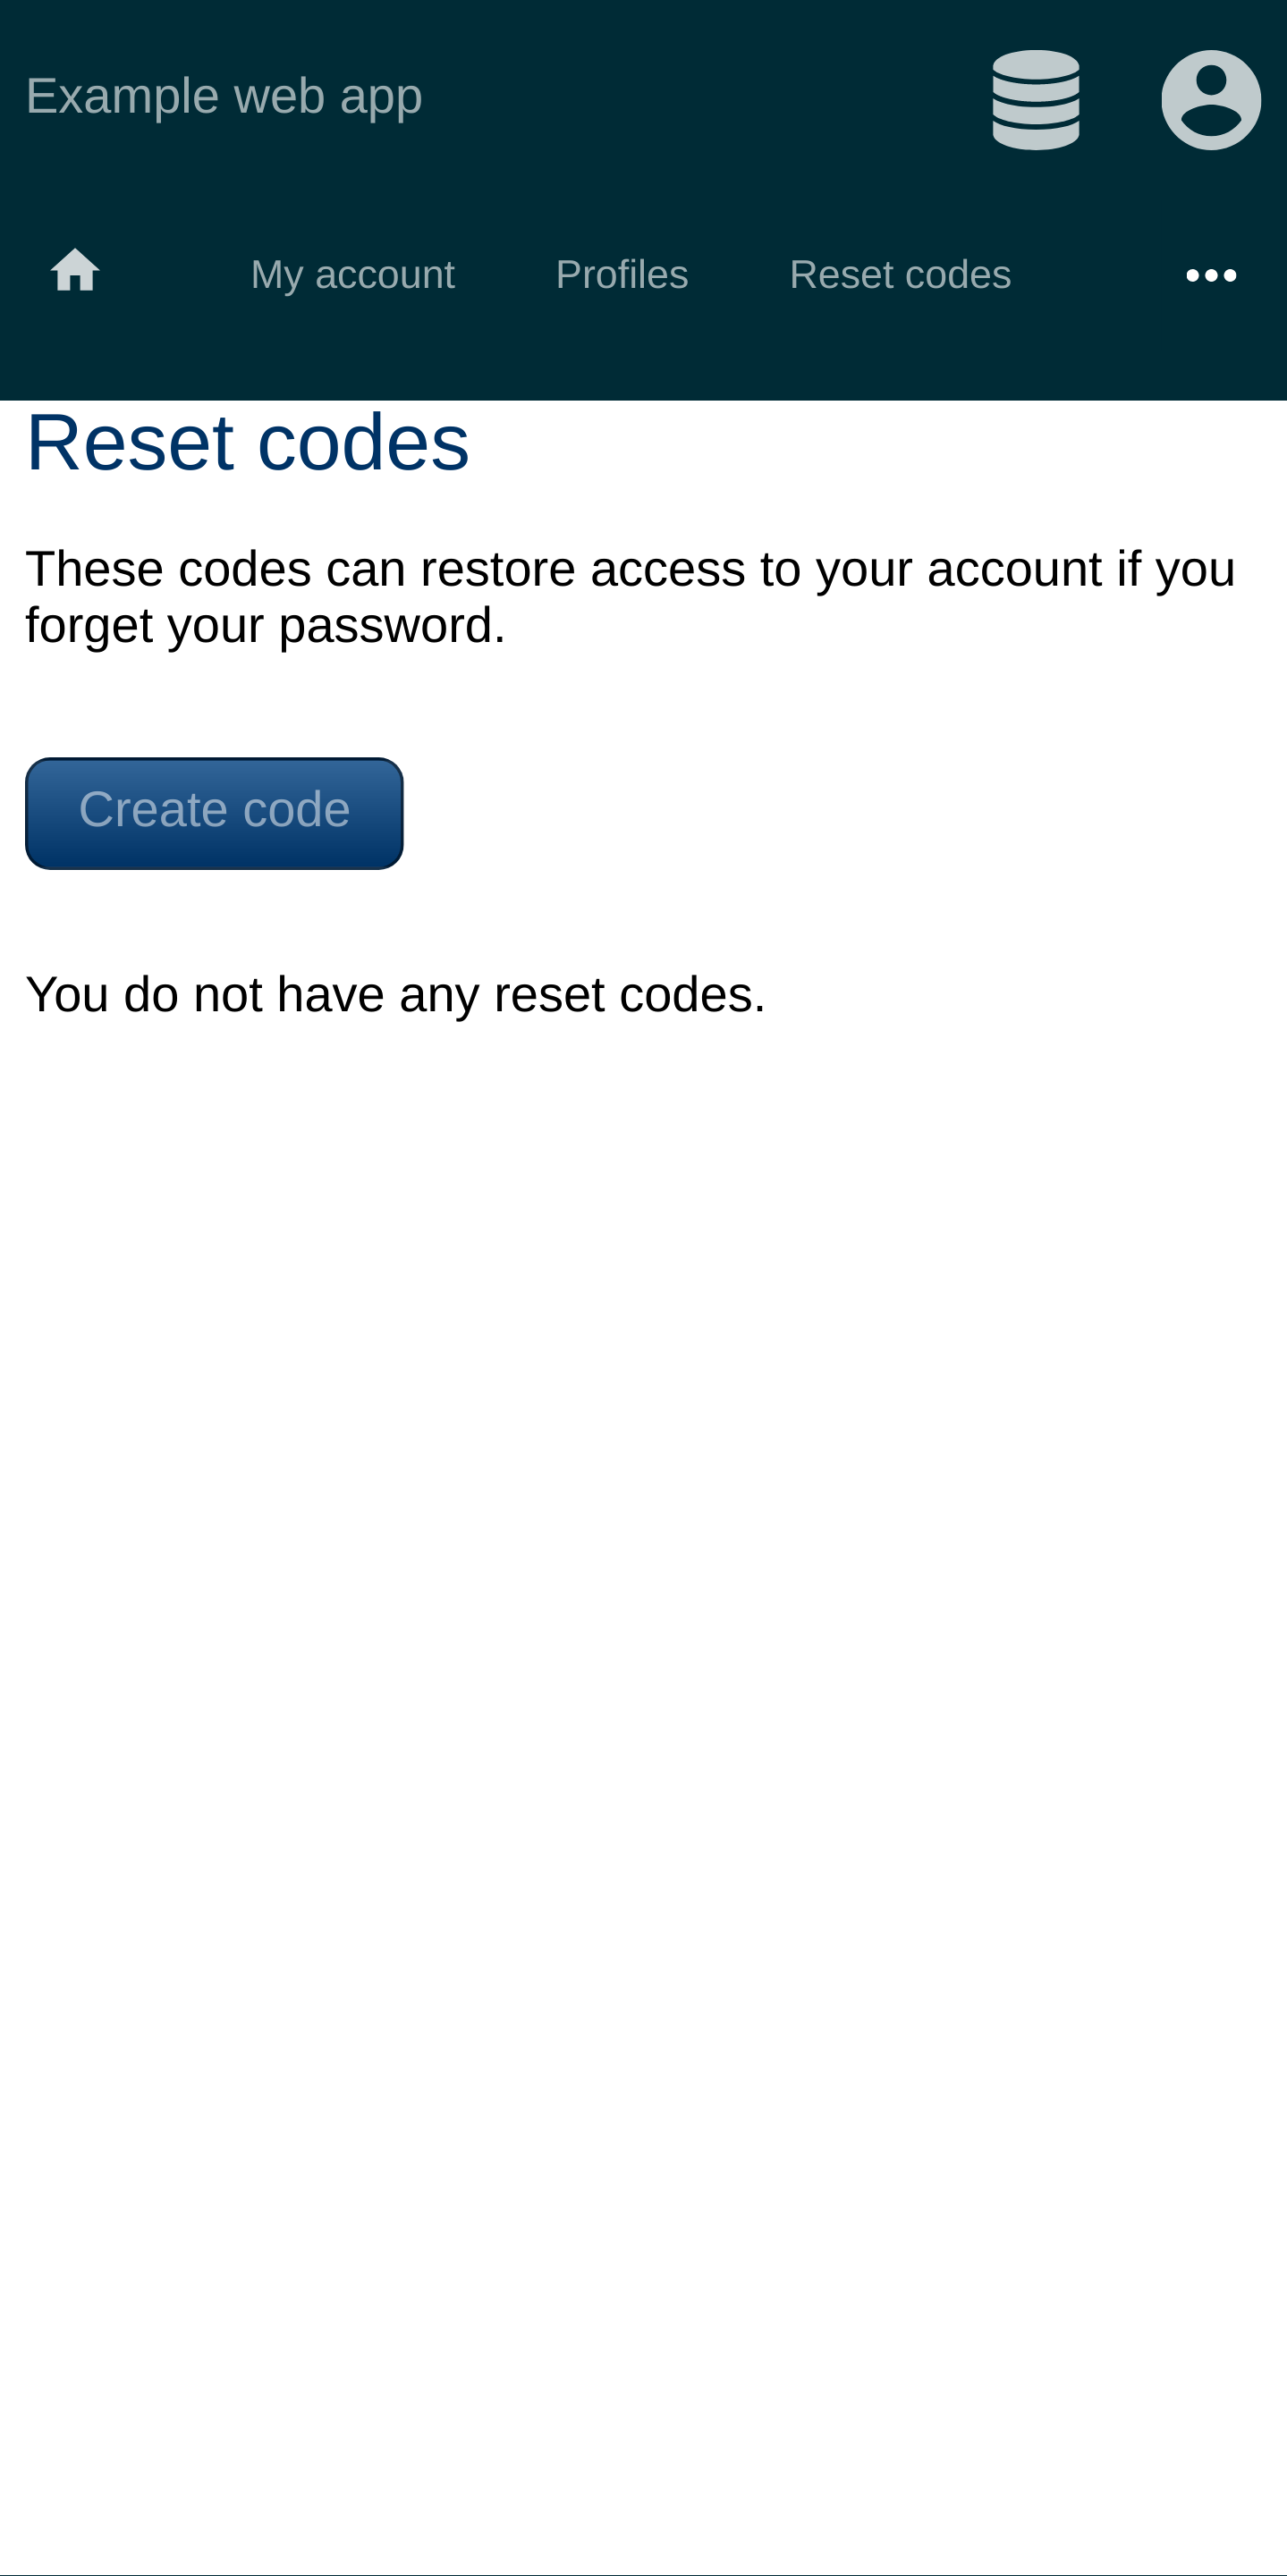 Example web app
My account Profiles Reset codes
Reset codes
These codes can restore access to your account if you
forget your password.
Create code
You do not have any reset codes.